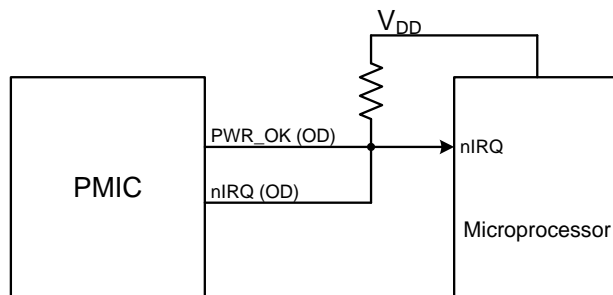 VDD
PWR_OK (OD)
nIRQ
PMIC
nIRQ (OD)
Microprocessor